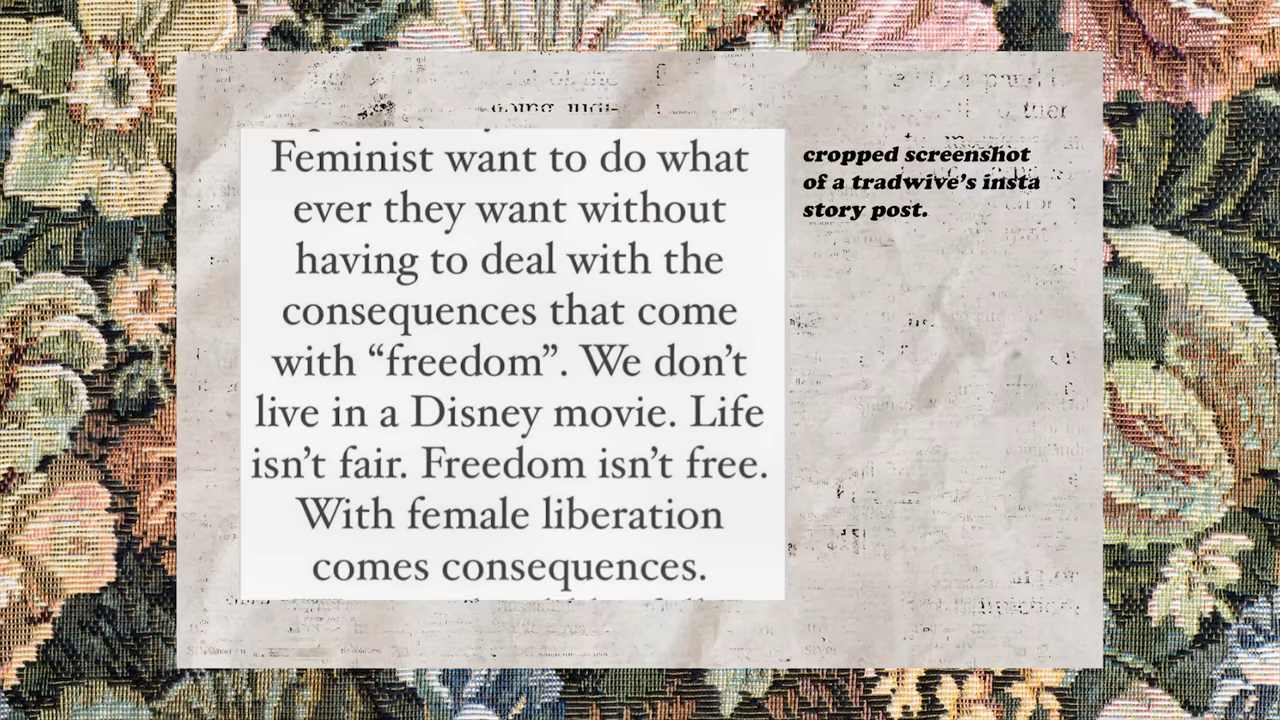 Feminist want to do what
ever they want without
having to deal with the
consequences that come
with “freedom”. We don’t
live in a Disney movie. Life
isn’t fair. Freedom isn’t free.
With female liberation
comes consequences.
cropped screenshot
of a tradwive’s insta
story post.